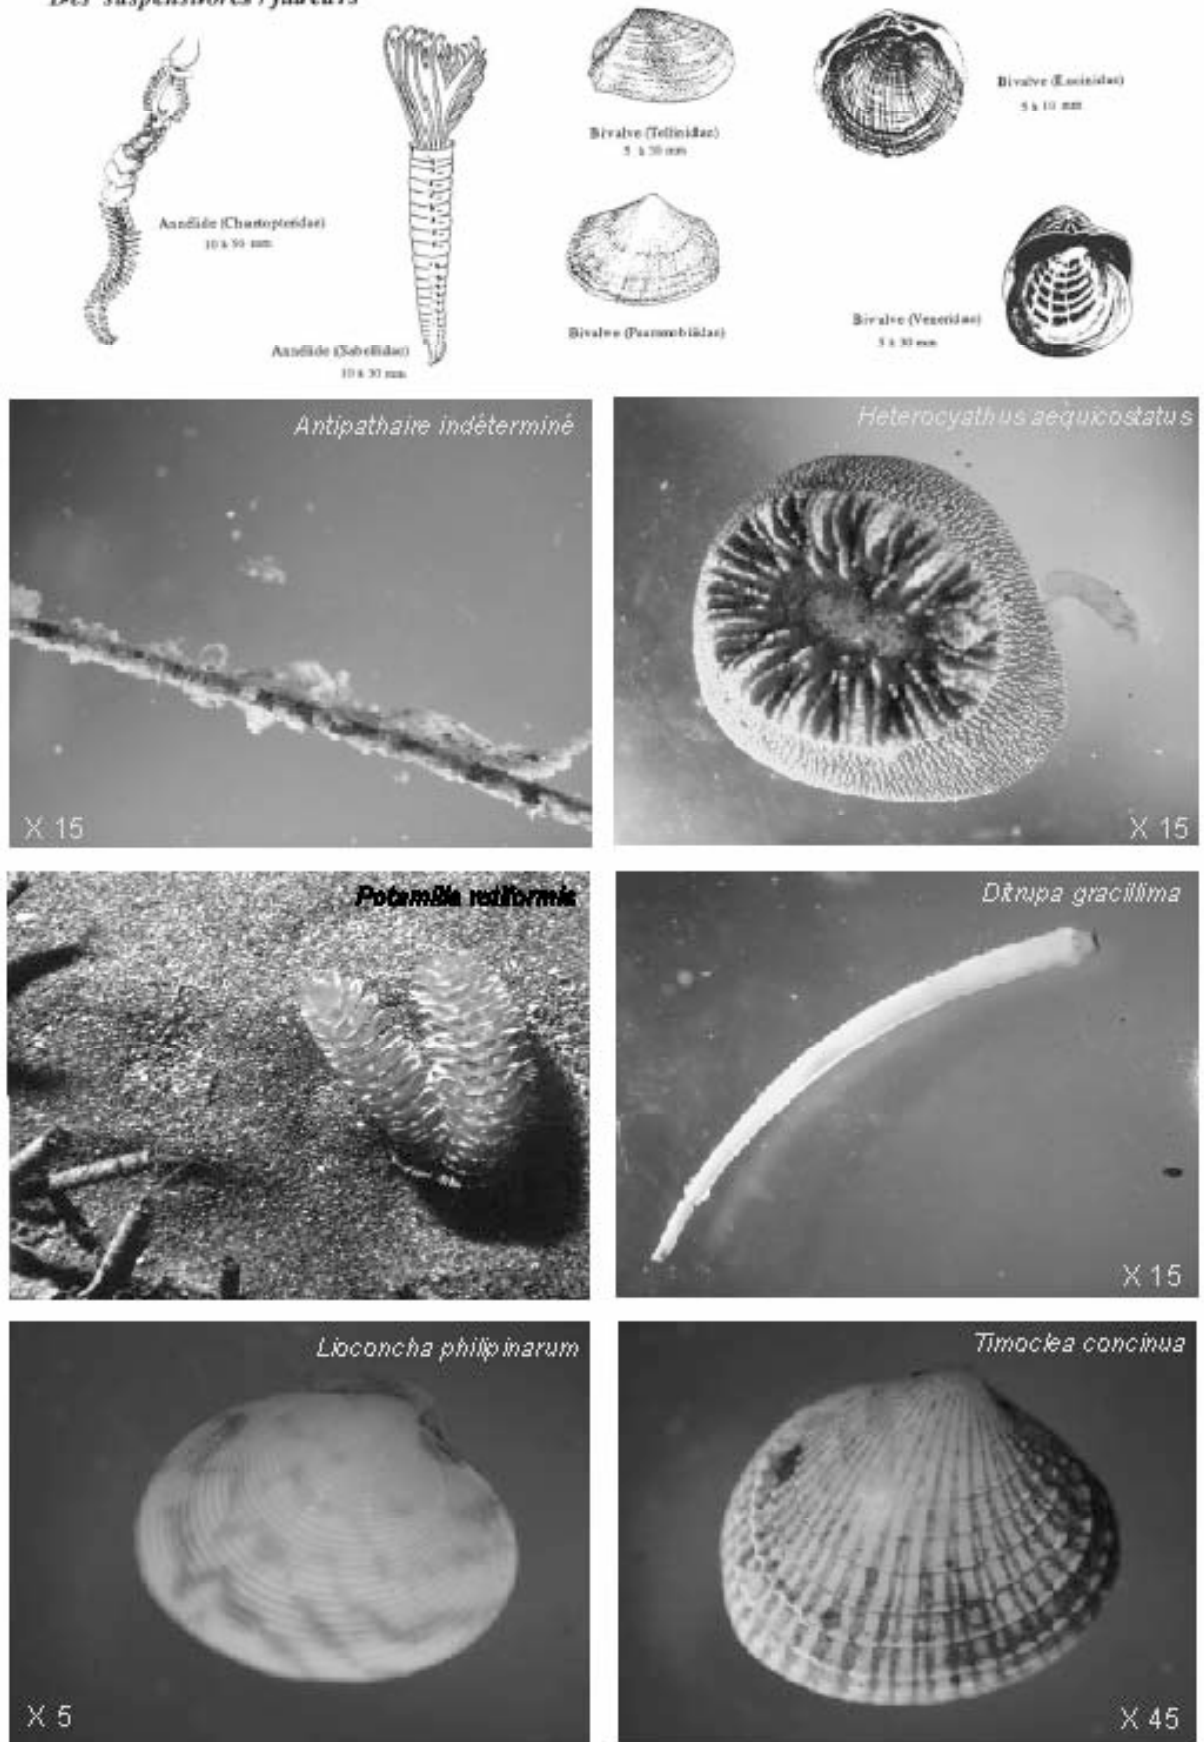 Des suspensivores filtreurs
Bivalve (Lucinidae)
5 à 10 mm
Bivalve (Tellinidae)
5 à 30 mm
Annélide (Chaetopteridae)
10 à 50 mm
Bivalve (Veneridae)
5 à 30 mm
Bivalve (Psammobiidae)
Annélide (Sabellidae)
10 à 30 mm
Antipathaire indéterminé
X 15
Heterocyathus aequicostatus
X 15
Potamilla
Ditrupa gracillima
X 15
Lioconcha philipinarum
X 5
Timoclea concinua
X 45